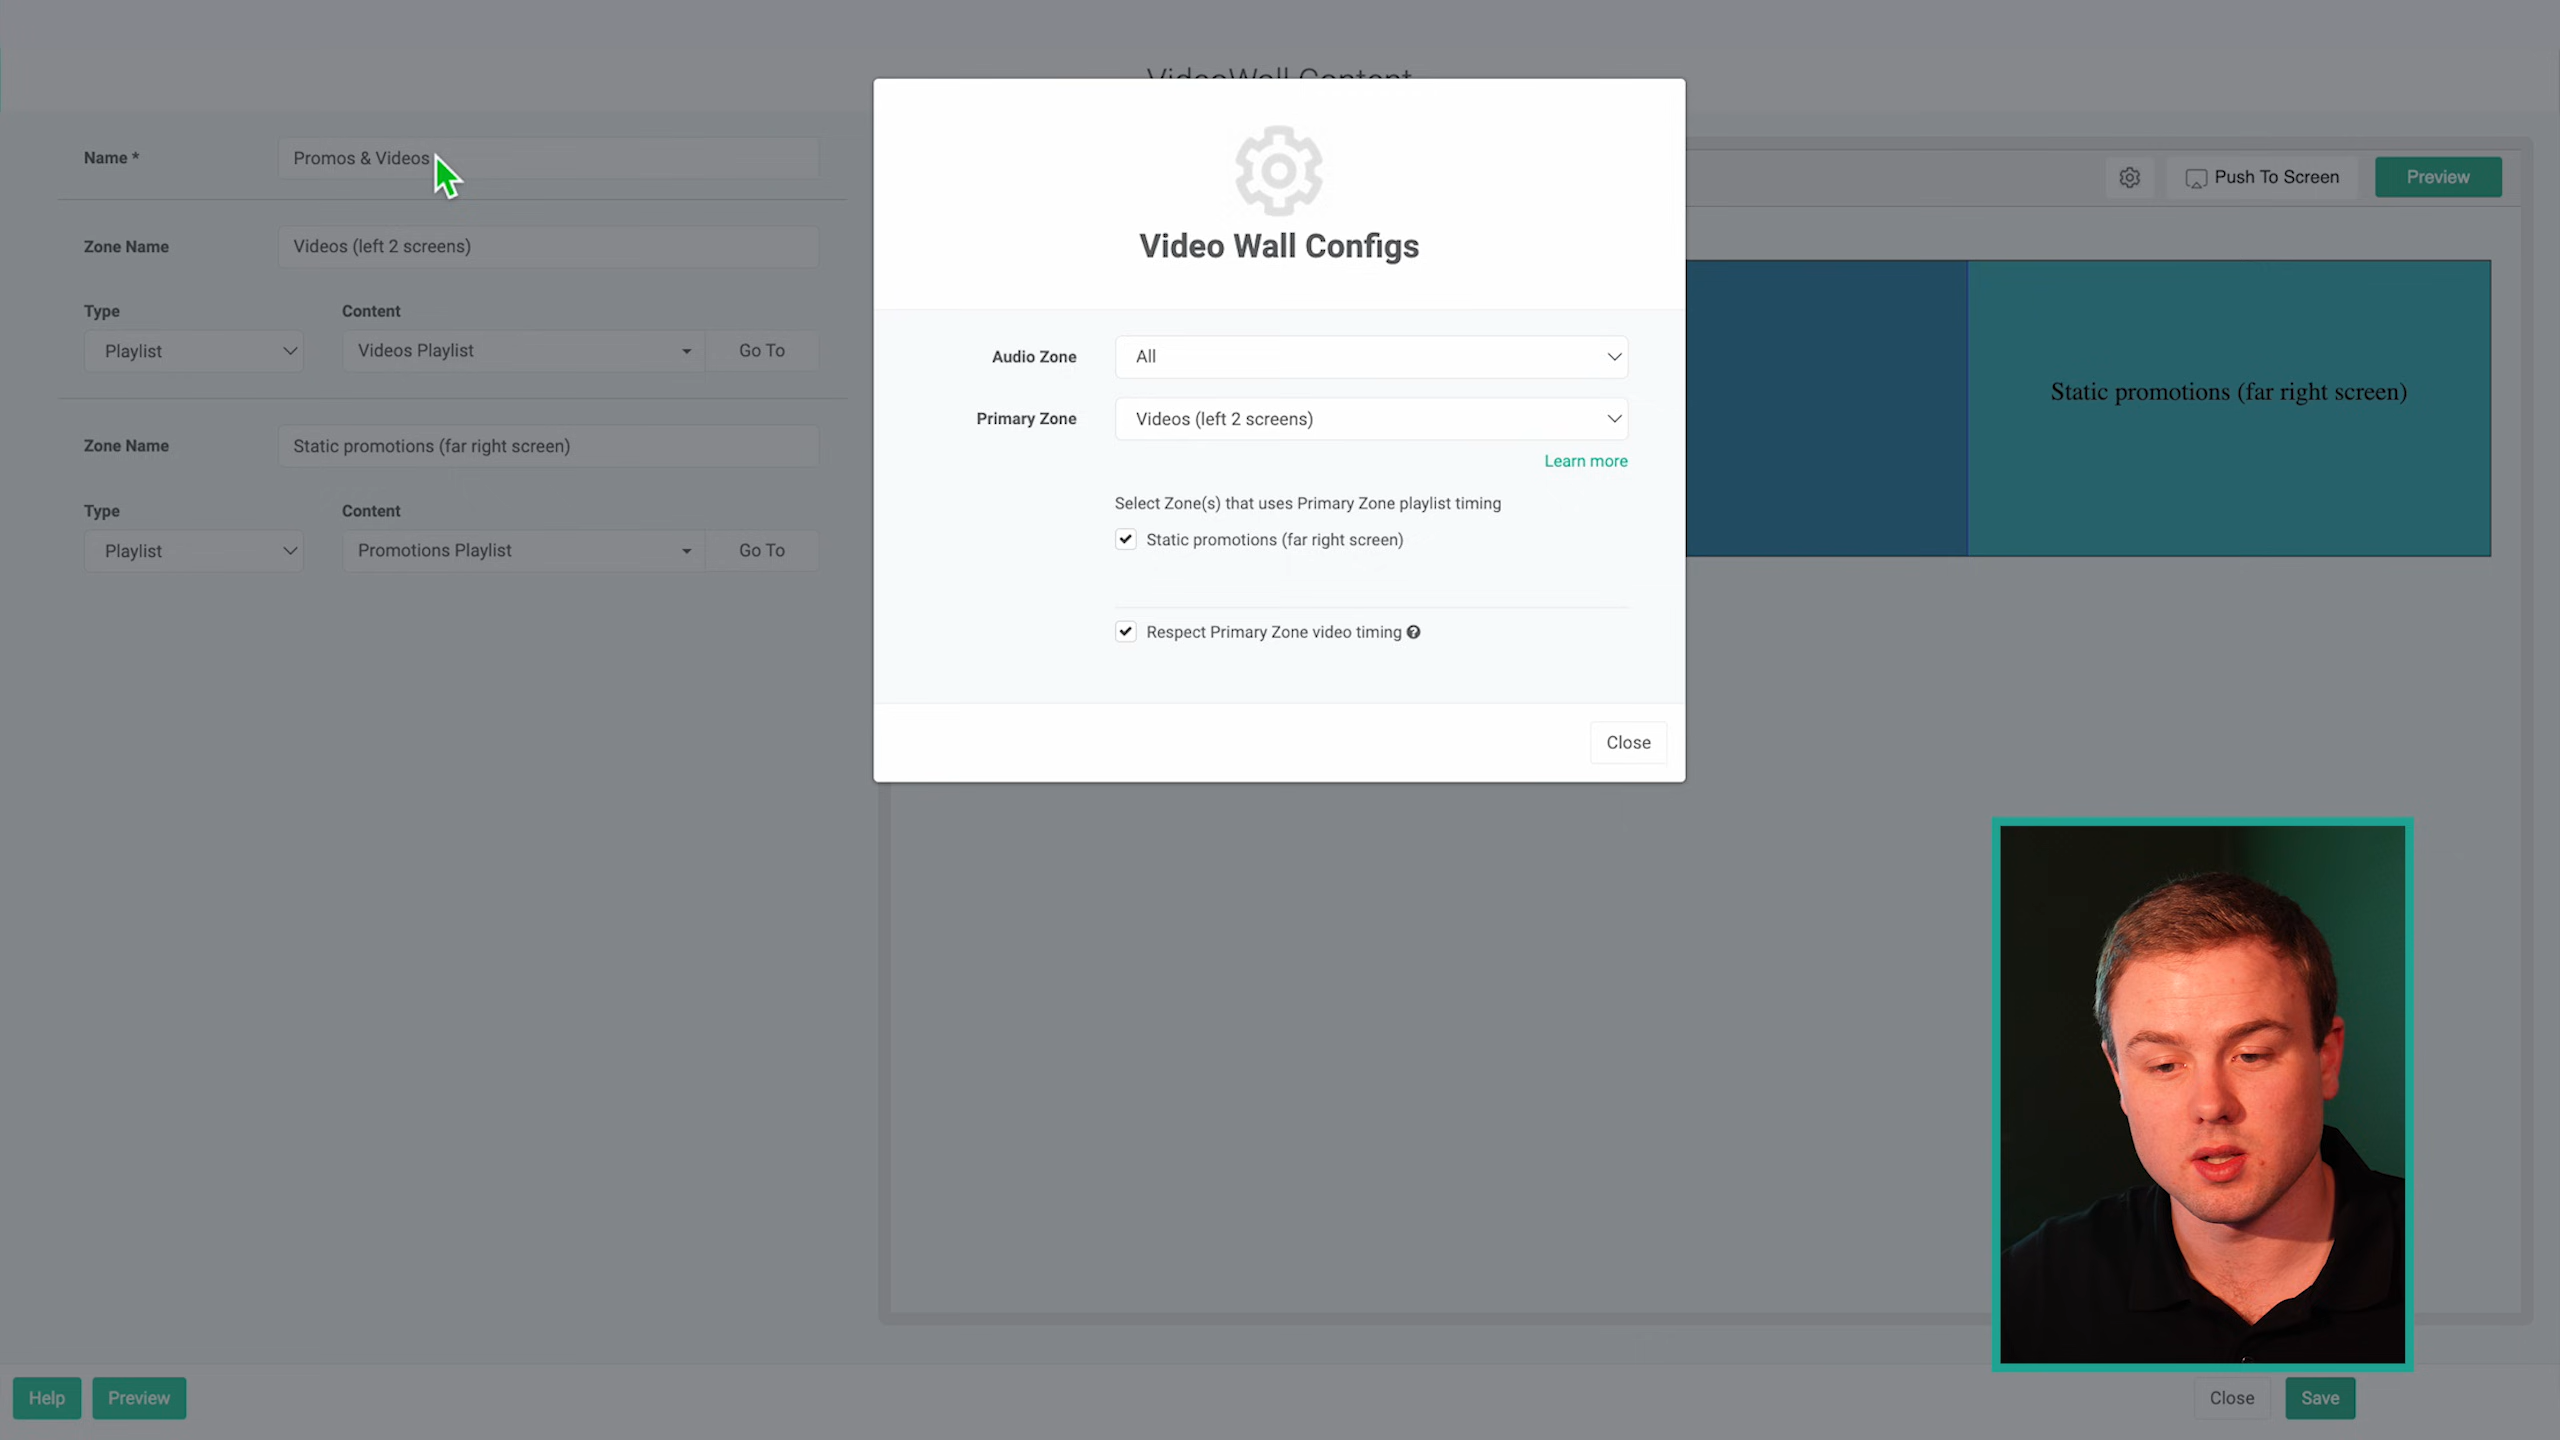 VideoWall Content
Name *
Promos & Videos
Zone Name
Videos (left 2 screens)
Type
Content
Playlist
Videos Playlist
Go To
Zone Name
Static promotions (far right screen)
Type
Content
Playlist
Promotions Playlist
Go To
Video Wall Configs
Audio Zone
All
Primary Zone
Videos (left 2 screens)
Learn more
Select Zone(s) that uses Primary Zone playlist timing
Static promotions (far right screen)
Respect Primary Zone video timing
Close
Push To Screen
Preview
Static promotions (far right screen)
Help
Preview
Close
Save